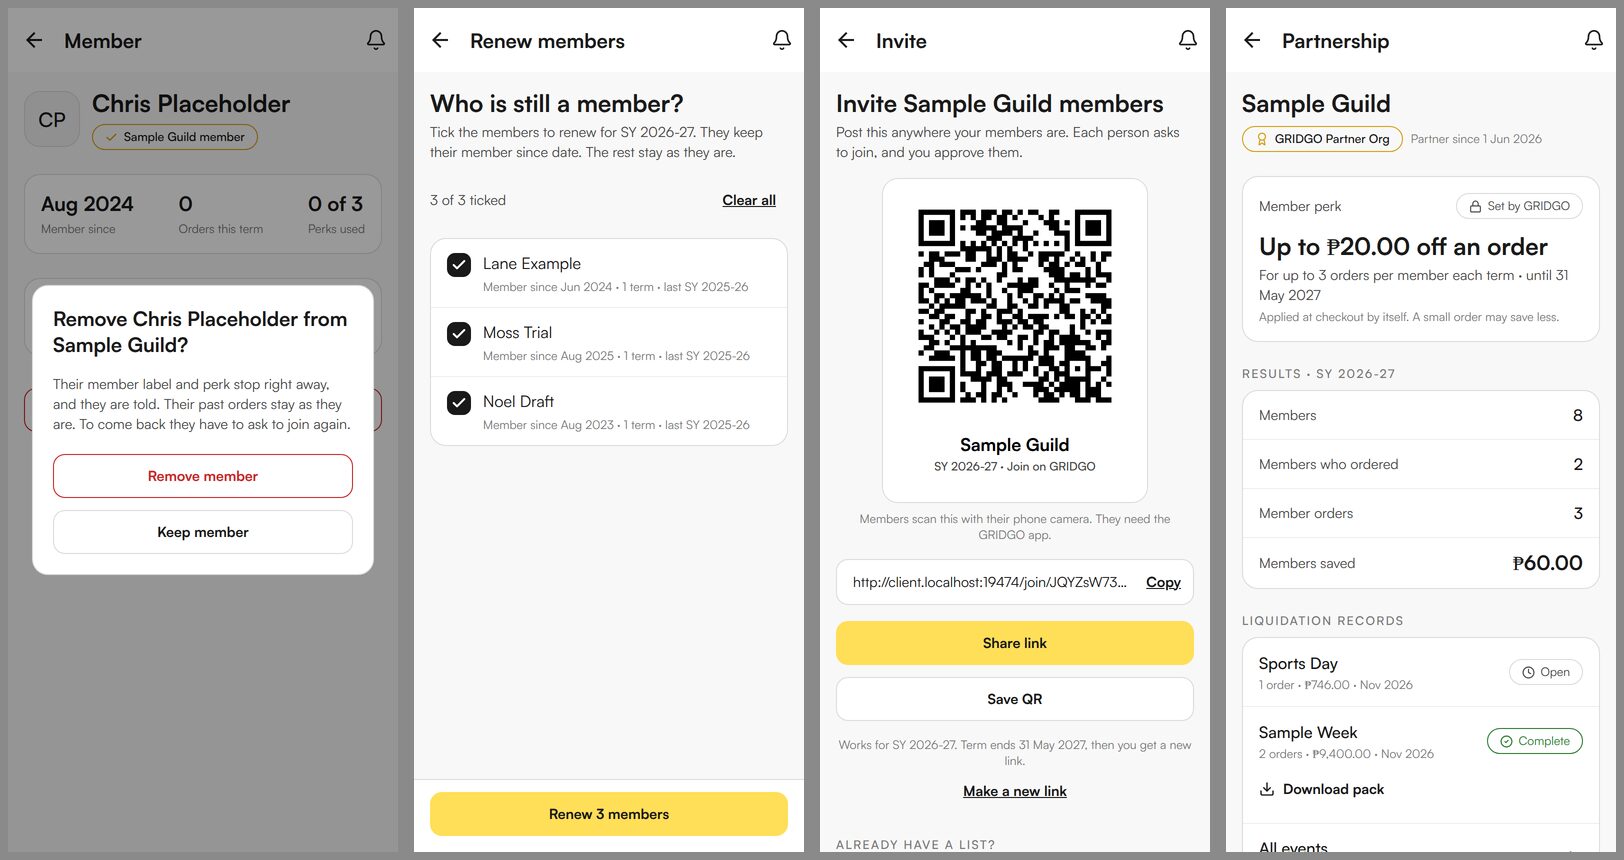 Member
CP
Chris Placeholder
Sample Guild member
Aug 2024
Member since
0
Orders this term
0 of 3
Perks used
Remove Chris Placeholder from
Sample Guild?
Their member label and perk stop right away,
and they are told. Their past orders stay as they
are. To come back they have to ask to join again.
Remove member
Keep member
Renew members
Who is still a member?
Tick the members to renew for SY 2026-27. They keep
their member since date. The rest stay as they are.
3 of 3 ticked
Clear all
Lane Example
Member since Jun 2024 · 1 term · last SY 2025-26
Moss Trial
Member since Aug 2025 · 1 term · last SY 2025-26
Noel Draft
Member since Aug 2023 · 1 term · last SY 2025-26
Renew 3 members
Invite
Invite Sample Guild members
Post this anywhere your members are. Each person asks
to join, and you approve them.
Sample Guild
SY 2026-27 · Join on GRIDGO
Members scan this with their phone camera. They need the
GRIDGO app.
http://client.localhost:19474/join/JQYZsW73...
Copy
Share link
Save QR
Works for SY 2026-27. Term ends 31 May 2027, then you get a new
link.
Make a new link
ALREADY HAVE A LIST?
Partnership
Sample Guild
GRIDGO Partner Org
Partner since 1 Jun 2026
Member perk
Set by GRIDGO
Up to ₱20.00 off an order
For up to 3 orders per member each term · until 31
May 2027
Applied at checkout by itself. A small order may save less.
RESULTS · SY 2026-27
Members
8
Members who ordered
2
Member orders
3
Members saved
₱60.00
LIQUIDATION RECORDS
Sports Day
1 order · ₱746.00 · Nov 2026
Open
Sample Week
2 orders · ₱9,400.00 · Nov 2026
Complete
Download pack
All events